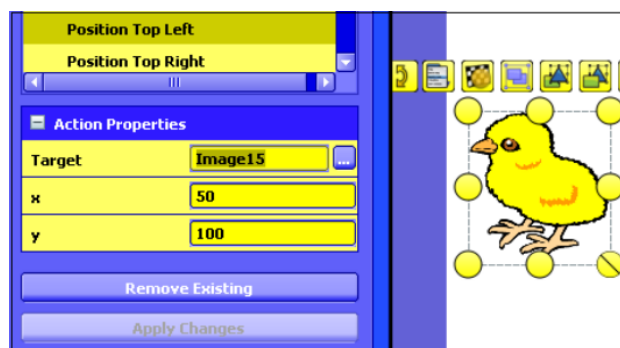 Position Top Left
Position Top Right
Action Properties
Target Image15 ...
x 50
y 100
Remove Existing
Apply Changes